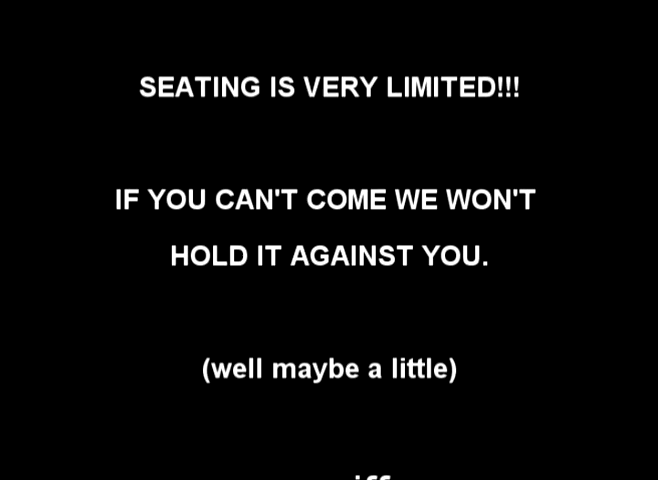 SEATING IS VERY LIMITED!!!
IF YOU CAN'T COME WE WON'T
HOLD IT AGAINST YOU.
(well maybe a little)